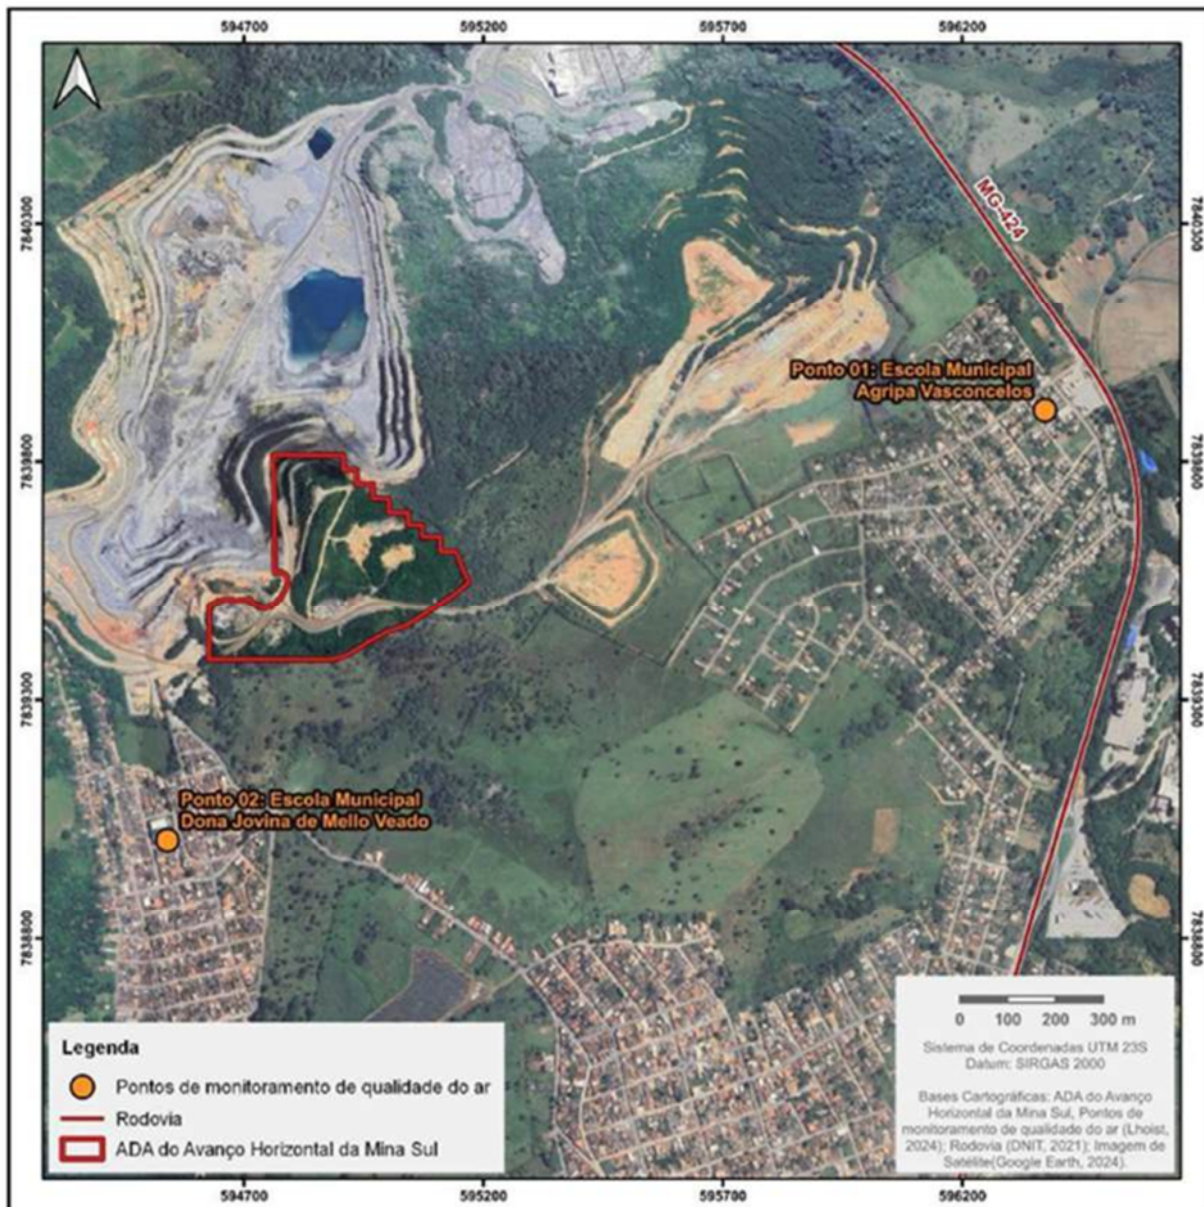 594700
595200
595700
596200
7840300
7840300
MG-424
Ponto 01: Escola Municipal
Agripa Vasconcelos
7839800
7839800
7839300
7839300
Ponto 02: Escola Municipal
Dona Jovina de Mello Veado
7838800
7838800
Legenda
Pontos de monitoramento de qualidade do ar
Rodovia
ADA do Avanço Horizontal da Mina Sul
0 100 200 300 m
Sistema de Coordenadas UTM 23S
Datum: SIRGAS 2000
Bases Cartográficas: ADA do Avanço
Horizontal da Mina Sul, Pontos de
monitoramento de qualidade do ar (Lhoist,
2024); Rodovia (DNIT, 2021); Imagem de
Satélite(Google Earth, 2024).
594700
595200
595700
596200